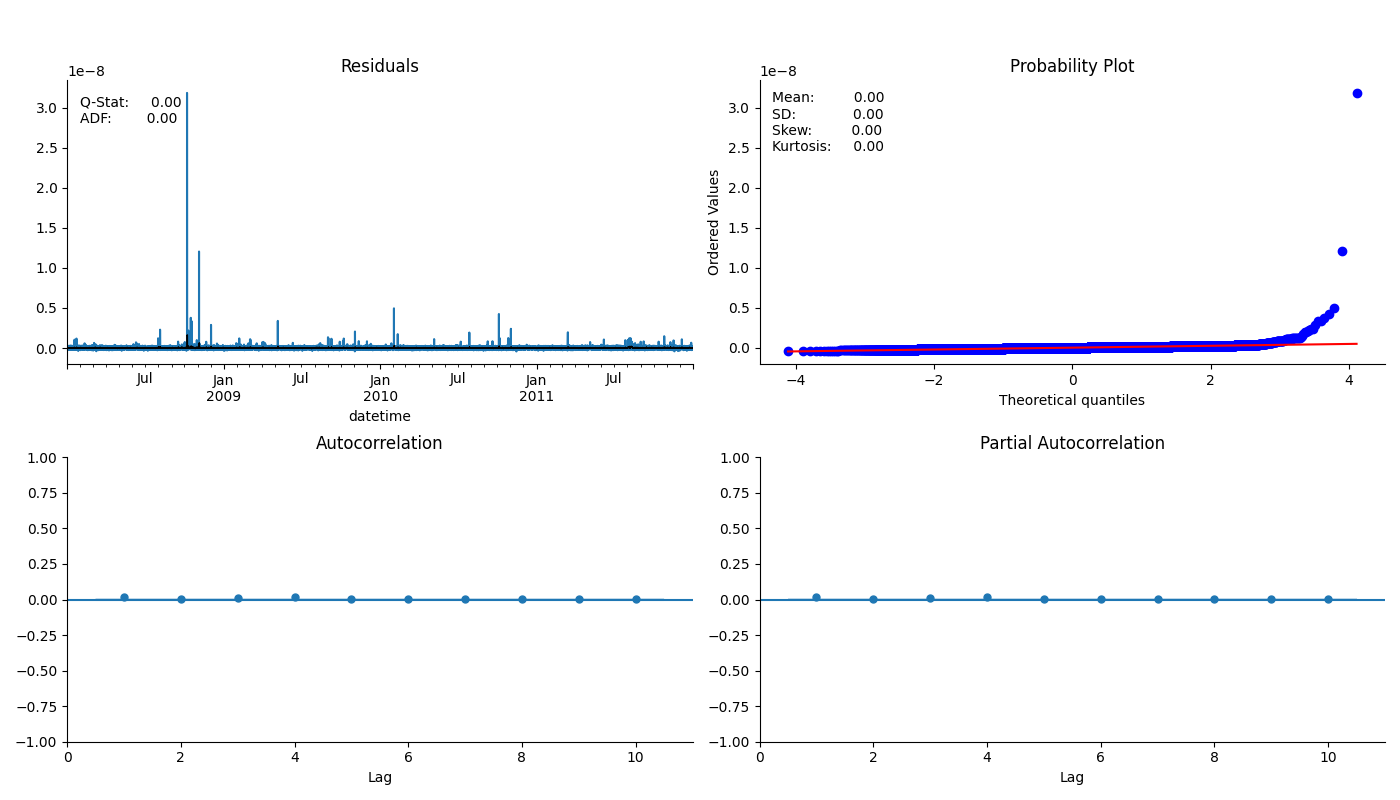 Residuals
1e−8
Q-Stat: 0.00
ADF: 0.00
3.0
2.5
2.0
1.5
1.0
0.5
0.0
Jul
Jan
2009
Jul
Jan
2010
Jul
Jan
2011
Jul
datetime
Probability Plot
1e−8
Mean: 0.00
SD: 0.00
Skew: 0.00
Kurtosis: 0.00
Ordered Values
3.0
2.5
2.0
1.5
1.0
0.5
0.0
−4 −2 0 2 4
Theoretical quantiles
Autocorrelation
1.00
0.75
0.50
0.25
0.00
−0.25
−0.50
−0.75
−1.00
0 2 4 6 8 10
Lag
Partial Autocorrelation
1.00
0.75
0.50
0.25
0.00
−0.25
−0.50
−0.75
−1.00
0 2 4 6 8 10
Lag